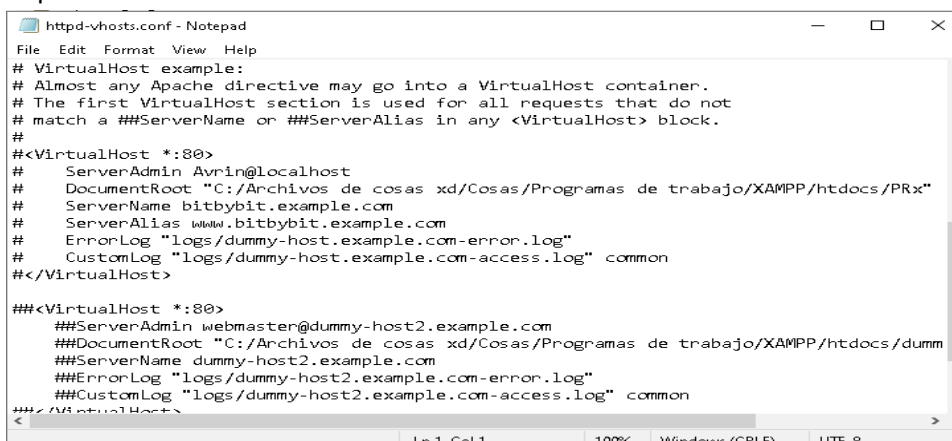 httpd-vhosts.conf - Notepad
File Edit Format View Help
# VirtualHost example:
# Almost any Apache directive may go into a VirtualHost container.
# The first VirtualHost section is used for all requests that do not
# match a ##ServerName or ##ServerAlias in any <VirtualHost> block.
#
#<VirtualHost *:80>
#    ServerAdmin Avrin@localhost
#    DocumentRoot "C:/Archivos de cosas xd/Cosas/Programas de trabajo/XAMPP/htdocs/PRx"
#    ServerName bitbybit.example.com
#    ServerAlias www.bitbybit.example.com
#    ErrorLog "logs/dummy-host.example.com-error.log"
#    CustomLog "logs/dummy-host.example.com-access.log" common
#</VirtualHost>

##<VirtualHost *:80>
    ##ServerAdmin webmaster@dummy-host2.example.com
    ##DocumentRoot "C:/Archivos de cosas xd/Cosas/Programas de trabajo/XAMPP/htdocs/dumm
    ##ServerName dummy-host2.example.com
    ##ErrorLog "logs/dummy-host2.example.com-error.log"
    ##CustomLog "logs/dummy-host2.example.com-access.log" common
##</VirtualHost>
Ln 1, Col 1 100% Windows (CRLF) UTF-8